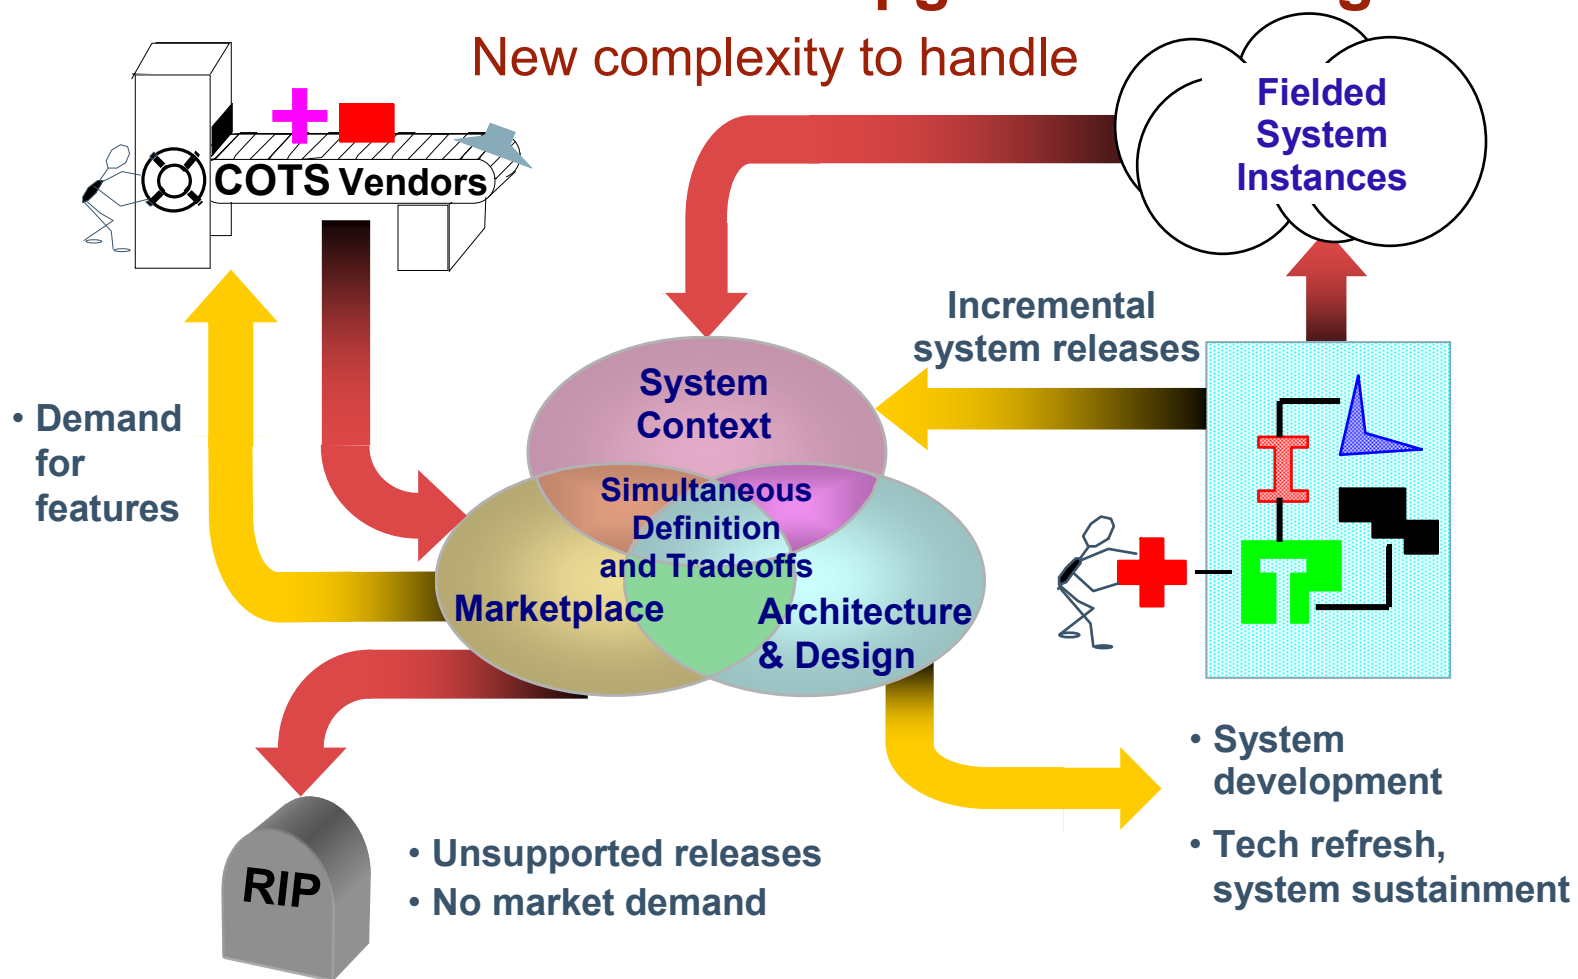 New complexity to handle
Fielded
System
Instances
COTS Vendors
Incremental
system releases
System
Context
• Demand
for
features
Simultaneous
Definition
and Tradeoffs
Marketplace
Architecture
& Design
• System
development
• Tech refresh,
system sustainment
• Unsupported releases
• No market demand
RIP